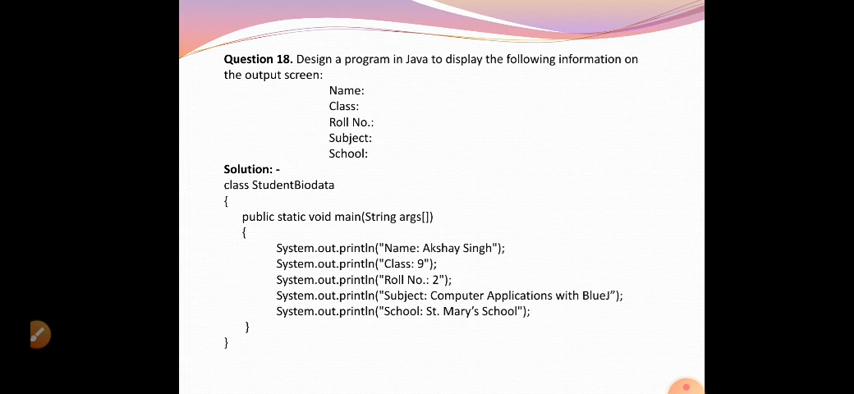 Question 18. Design a program in Java to display the following information on
the output screen:
Name:
Class:
Roll No.:
Subject:
School:
Solution: -
class StudentBiodata
{
public static void main(String args[])
{
System.out.println("Name: Akshay Singh");
System.out.println("Class: 9");
System.out.println("Roll No.: 2");
System.out.println("Subject: Computer Applications with BlueJ”);
System.out.println("School: St. Mary’s School");
}
}